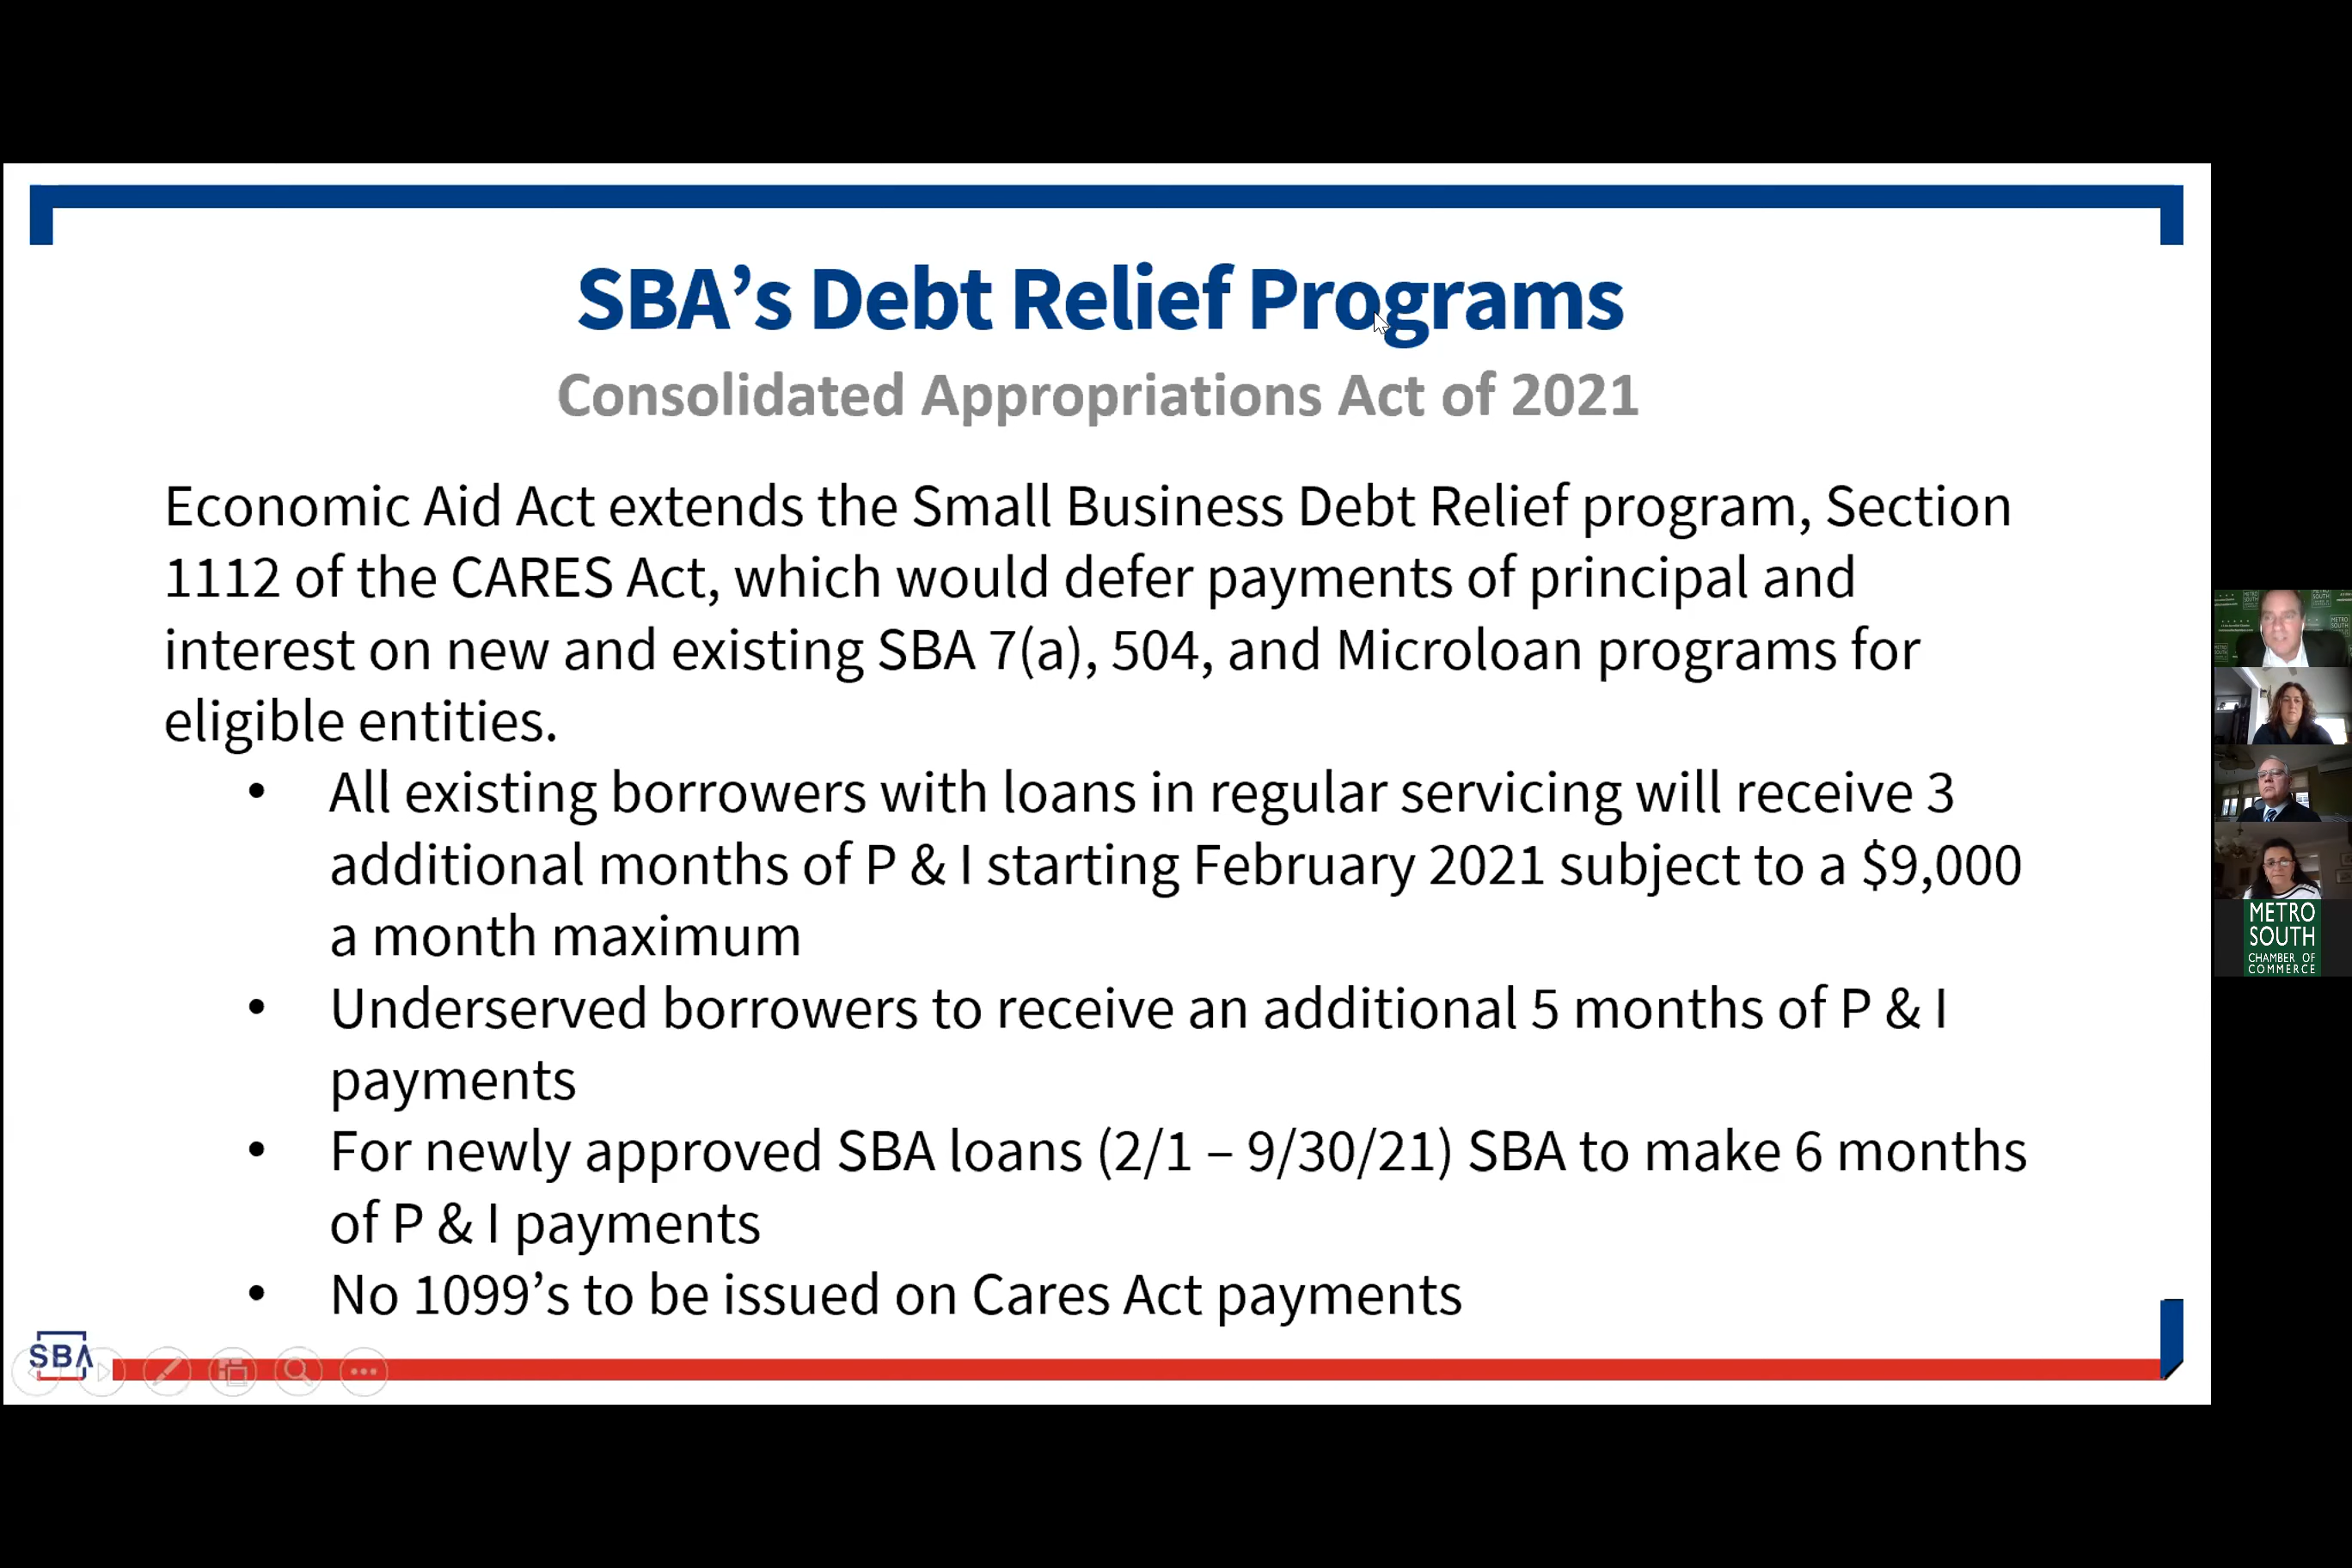 SBA’s Debt Relief Programs
Consolidated Appropriations Act of 2021
Economic Aid Act extends the Small Business Debt Relief program, Section
1112 of the CARES Act, which would defer payments of principal and
interest on new and existing SBA 7(a), 504, and Microloan programs for
eligible entities.
• All existing borrowers with loans in regular servicing will receive 3
additional months of P & I starting February 2021 subject to a $9,000
a month maximum
• Underserved borrowers to receive an additional 5 months of P & I
payments
• For newly approved SBA loans (2/1 – 9/30/21) SBA to make 6 months
of P & I payments
• No 1099’s to be issued on Cares Act payments
SBA
METRO
SOUTH
CHAMBER OF
COMMERCE